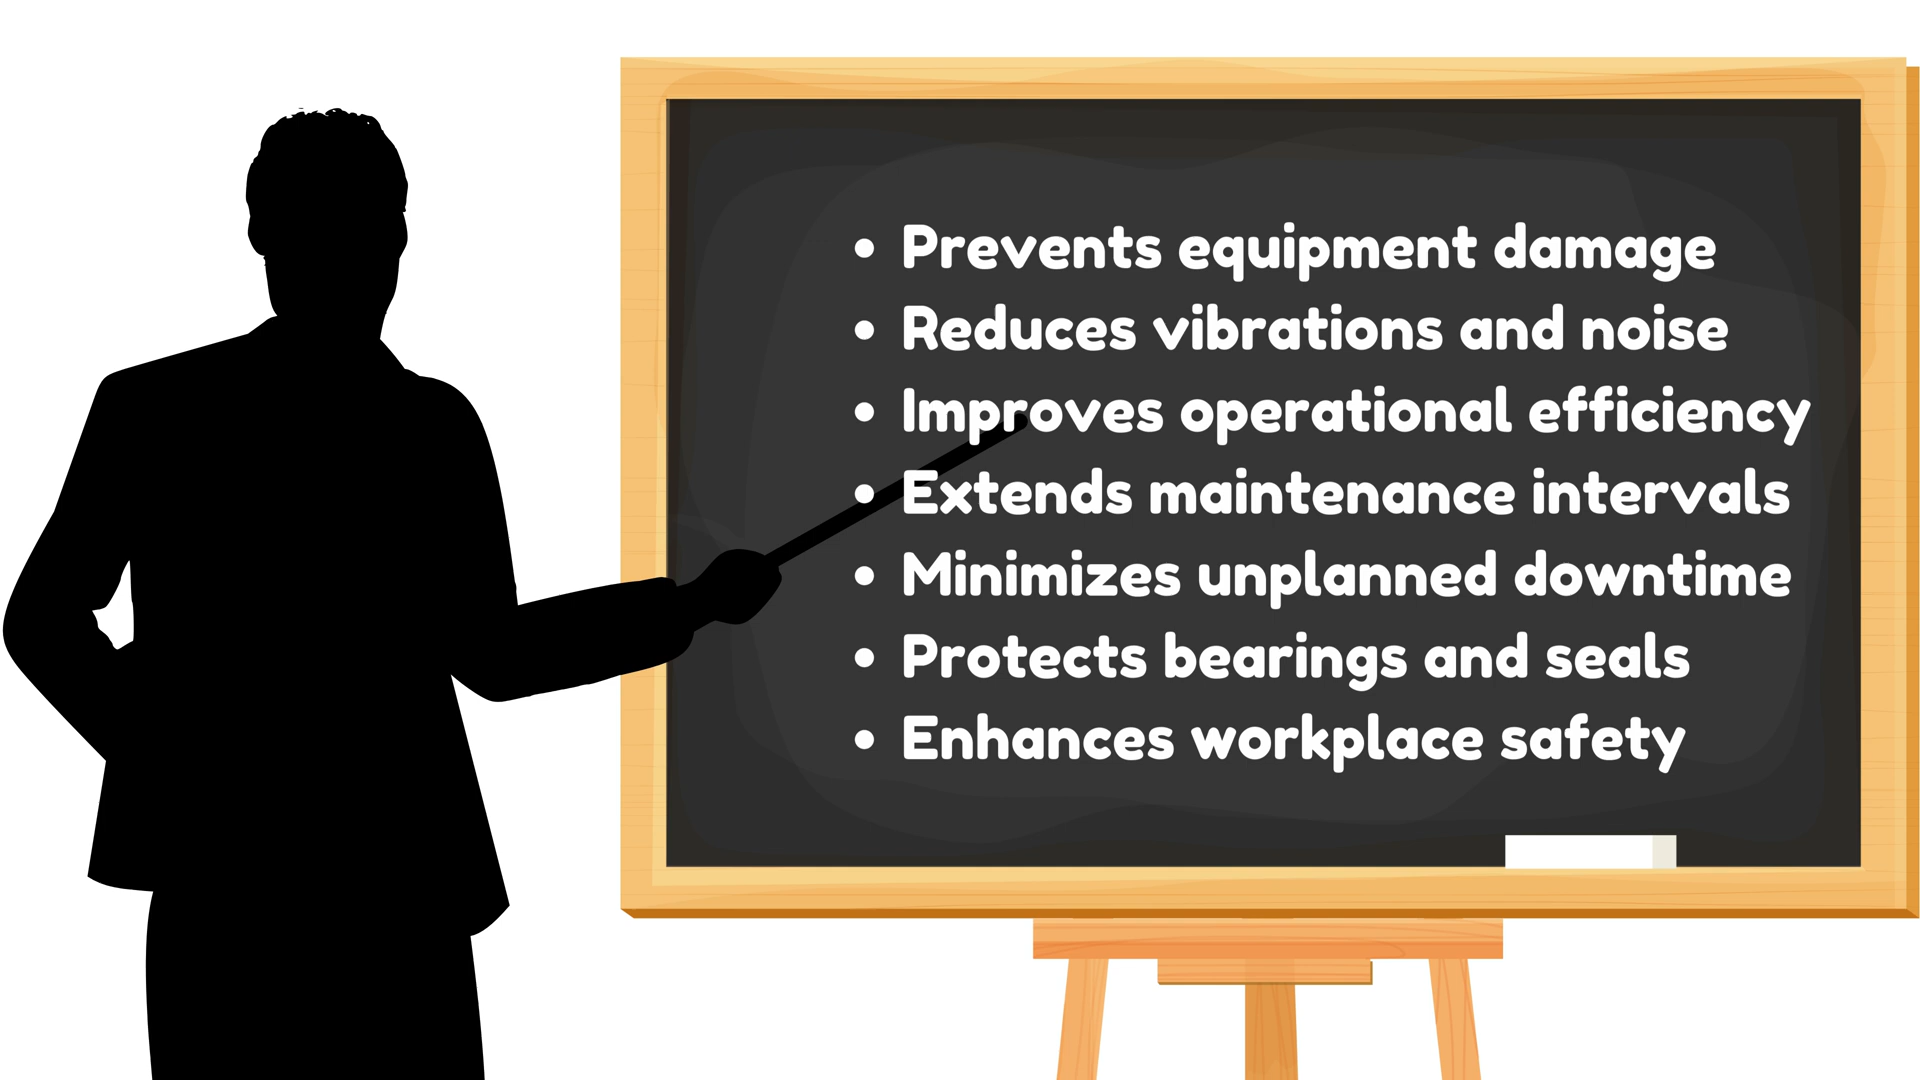 • Prevents equipment damage
• Reduces vibrations and noise
• Improves operational efficiency
• Extends maintenance intervals
• Minimizes unplanned downtime
• Protects bearings and seals
• Enhances workplace safety